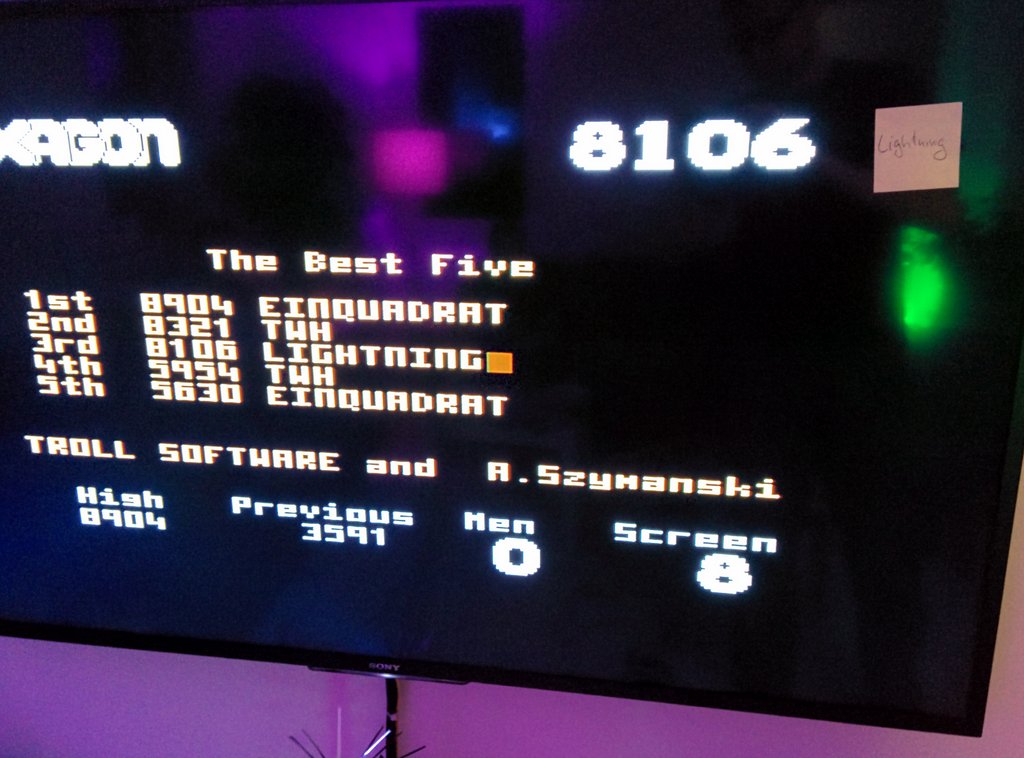 XAGON 8106
Lightning
The Best Five
1st 8904 EINQUADRAT
2nd 8321 TWH
3rd 8106 LIGHTNING
4th 5954 TWH
5th 5630 EINQUADRAT
TROLL SOFTWARE and A.Szymanski
High Previous Men Screen
8904 3591 0 8
SONY